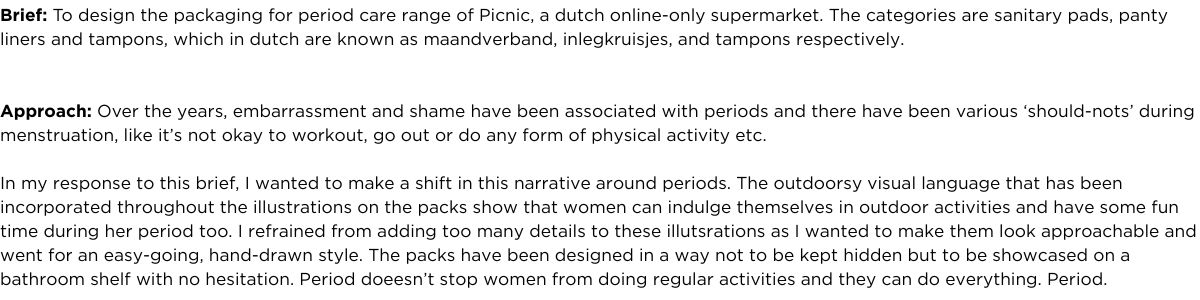 Brief: To design the packaging for period care range of Picnic, a dutch online-only supermarket. The categories are sanitary pads, panty
liners and tampons, which in dutch are known as maandverband, inlegkruisjes, and tampons respectively.
Approach: Over the years, embarrassment and shame have been associated with periods and there have been various ‘should-nots’ during
menstruation, like it’s not okay to workout, go out or do any form of physical activity etc.
In my response to this brief, I wanted to make a shift in this narrative around periods. The outdoorsy visual language that has been
incorporated throughout the illustrations on the packs show that women can indulge themselves in outdoor activities and have some fun
time during her period too. I refrained from adding too many details to these illutsrations as I wanted to make them look approachable and
went for an easy-going, hand-drawn style. The packs have been designed in a way not to be kept hidden but to be showcased on a
bathroom shelf with no hesitation. Period doeesn’t stop women from doing regular activities and they can do everything. Period.